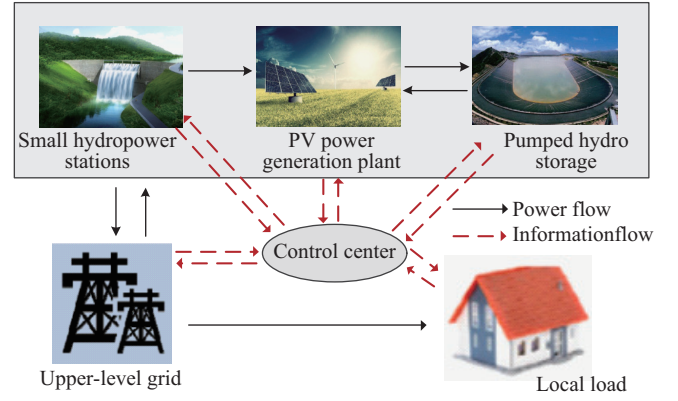 Small hydropower
stations
PV power
generation plant
Pumped hydro
storage
Power flow
Informationflow
Control center
Upper-level grid
Local load